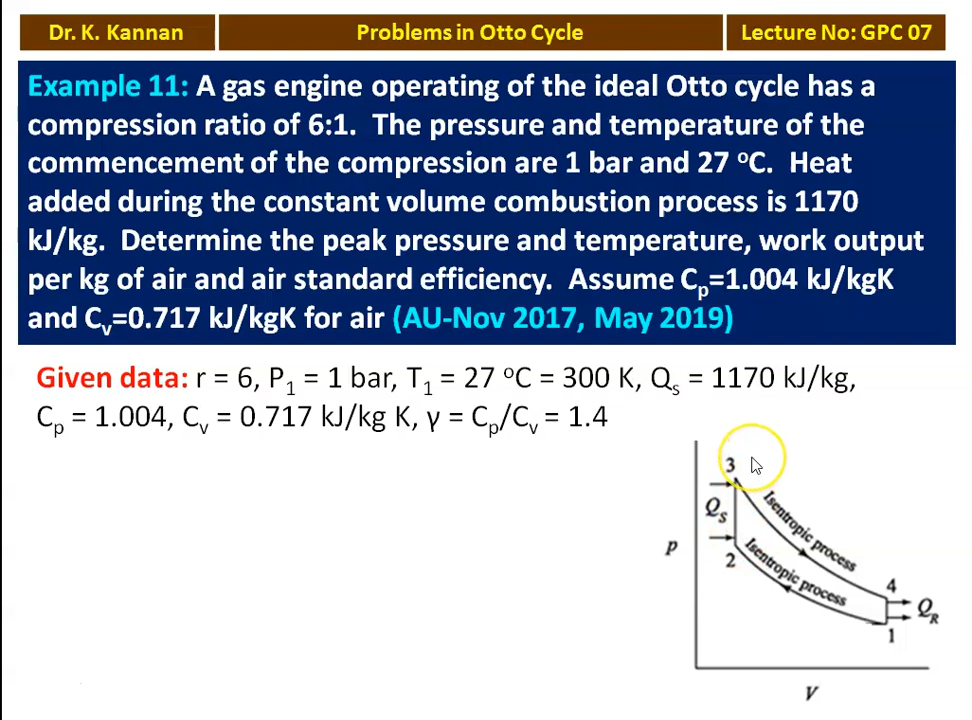 Dr. K. Kannan
Problems in Otto Cycle
Lecture No: GPC 07
Example 11: A gas engine operating of the ideal Otto cycle has a
compression ratio of 6:1. The pressure and temperature of the
commencement of the compression are 1 bar and 27 ᵒC. Heat
added during the constant volume combustion process is 1170
kJ/kg. Determine the peak pressure and temperature, work output
per kg of air and air standard efficiency. Assume Cₚ=1.004 kJ/kgK
and Cᵥ=0.717 kJ/kgK for air (AU-Nov 2017, May 2019)
Given data: r = 6, P₁ = 1 bar, T₁ = 27 ᵒC = 300 K, Qₛ = 1170 kJ/kg,
Cₚ = 1.004, Cᵥ = 0.717 kJ/kg K, γ = Cₚ/Cᵥ = 1.4
3
Qₛ
Isentropic process
p
2
Isentropic process
4
Q_R
1
V